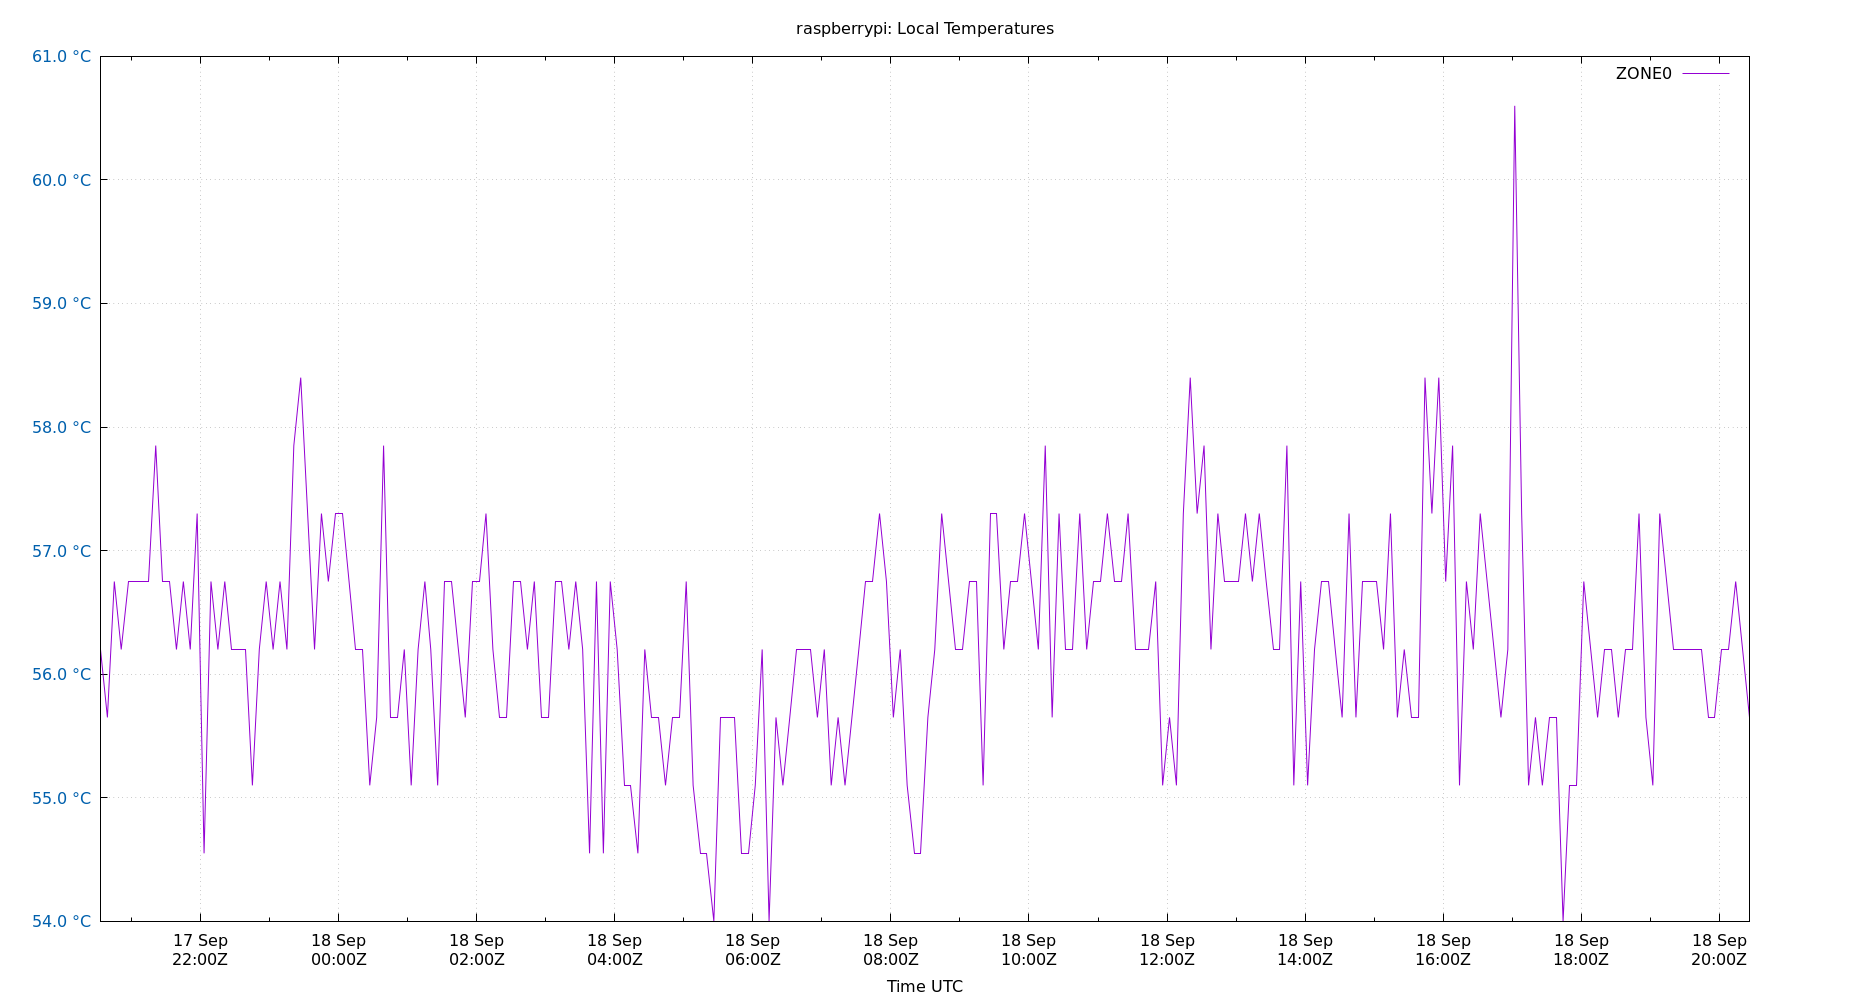 raspberrypi: Local Temperatures
61.0 °C
ZONE0
60.0 °C
59.0 °C
58.0 °C
57.0 °C
56.0 °C
55.0 °C
54.0 °C
17 Sep 18 Sep 18 Sep 18 Sep 18 Sep 18 Sep 18 Sep 18 Sep 18 Sep 18 Sep 18 Sep 18 Sep
22:00Z 00:00Z 02:00Z 04:00Z 06:00Z 08:00Z 10:00Z 12:00Z 14:00Z 16:00Z 18:00Z 20:00Z
Time UTC